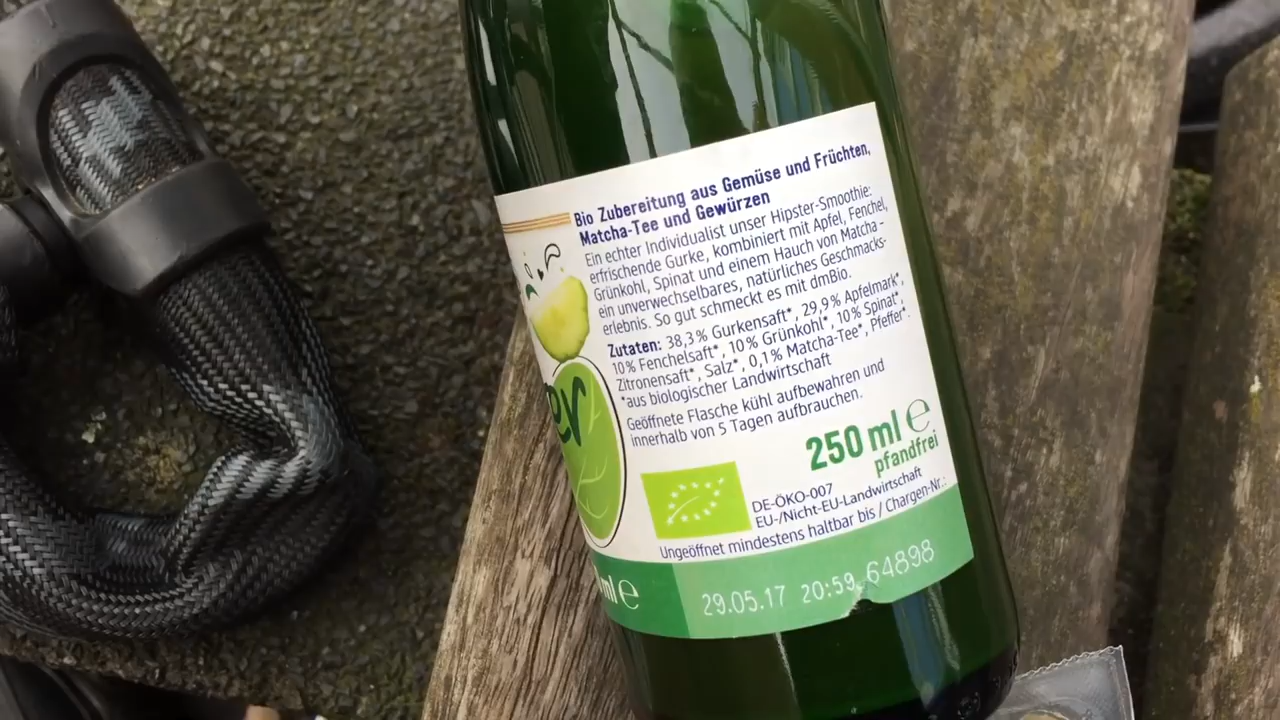 Bio Zubereitung aus Gemüse und Früchten,
Matcha-Tee und Gewürzen
Ein echter Individualist unser Hipster-Smoothie:
erfrischende Gurke, kombiniert mit Apfel, Fenchel,
Grünkohl, Spinat und einem Hauch von Matcha -
ein unverwechselbares, natürliches Geschmacks-
erlebnis. So gut schmeckt es mit dmBio.
Zutaten: 38,3% Gurkensaft*, 29,9% Apfelmark*,
10% Fenchelsaft*, 10% Grünkohl*, 10% Spinat*,
Zitronensaft*, Salz*, 0,1% Matcha-Tee*, Pfeffer*.
*aus biologischer Landwirtschaft
Geöffnete Flasche kühl aufbewahren und
innerhalb von 5 Tagen aufbrauchen.
er
250 ml e
pfandfrei
DE-ÖKO-007
EU-/Nicht-EU-Landwirtschaft
Ungeöffnet mindestens haltbar bis / Chargen-Nr.:
ml e
29.05.17 20:59 64898